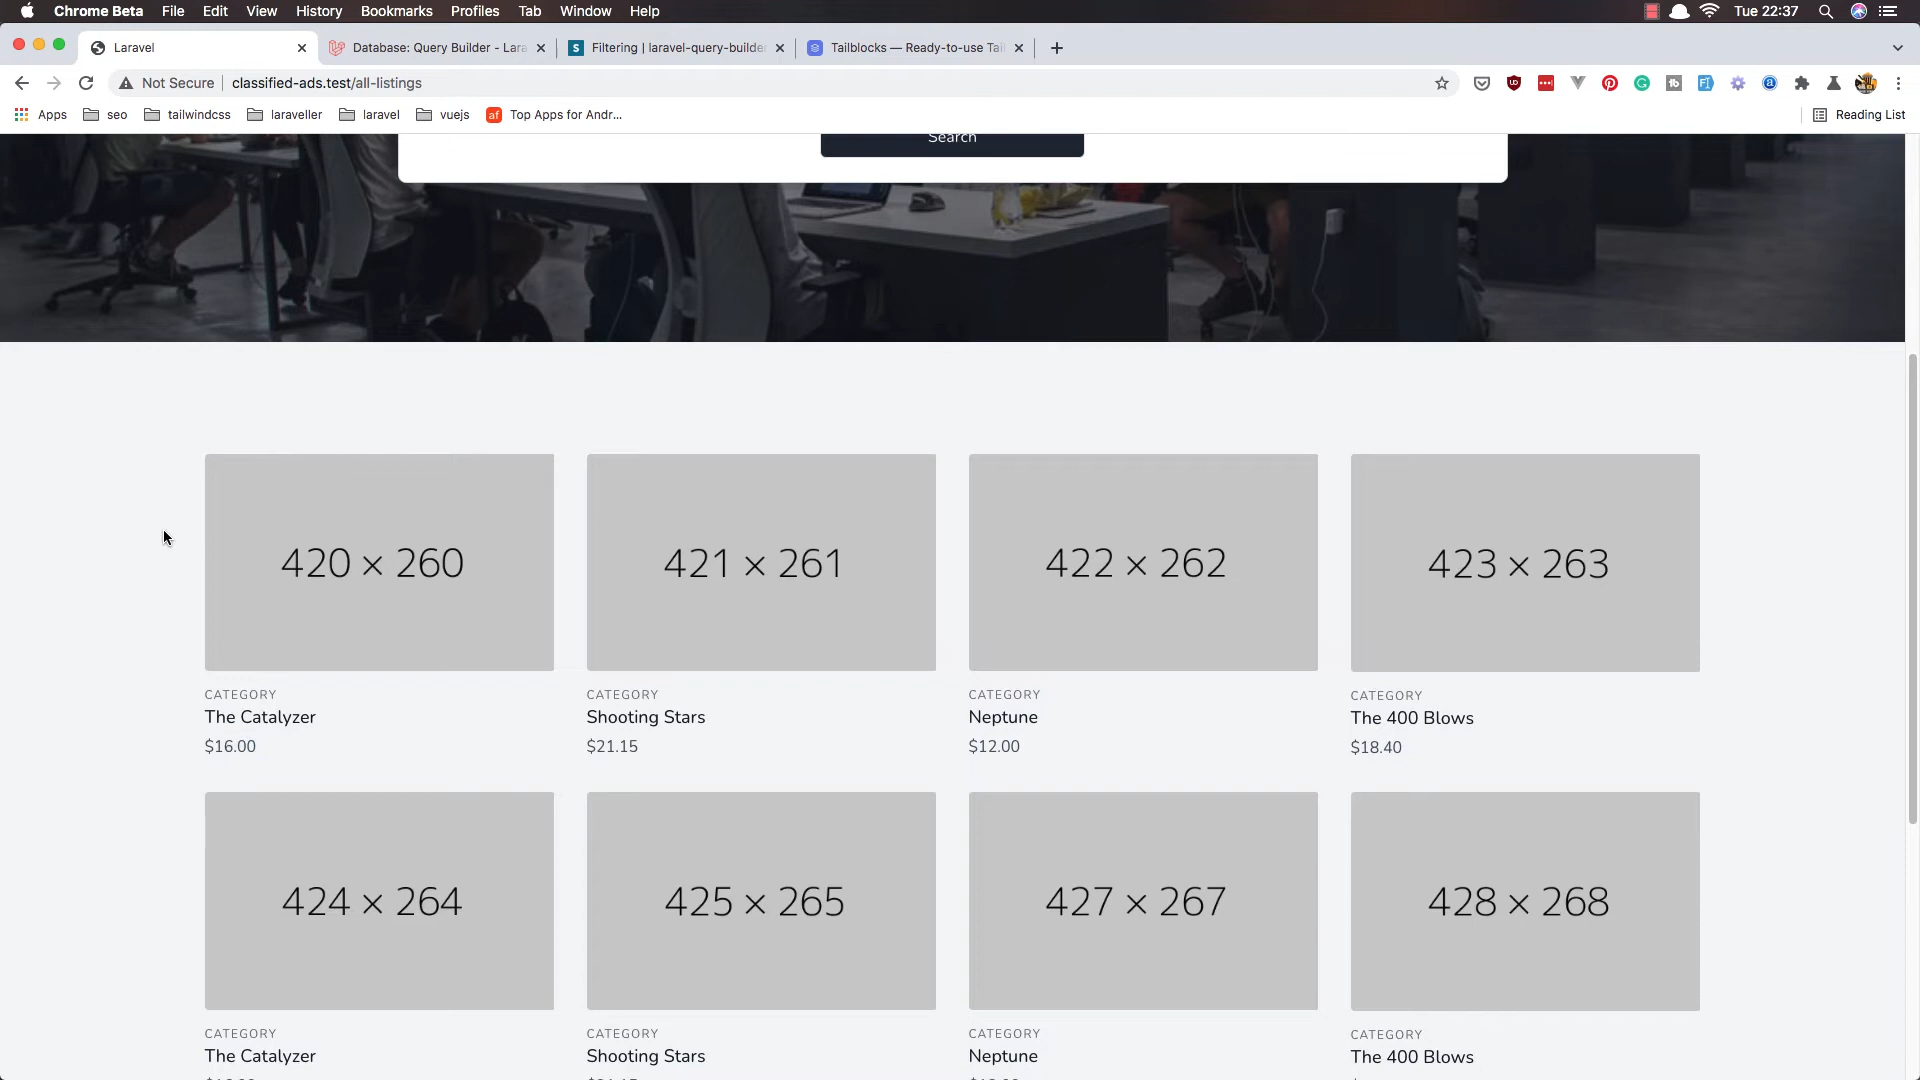 Chrome Beta File Edit View History Bookmarks Profiles Tab Window Help Tue 22:37
Laravel Database: Query Builder - Lara Filtering | laravel-query-builder Tailblocks — Ready-to-use Tail
Not Secure classified-ads.test/all-listings
Apps seo tailwindcss laraveller laravel vuejs af Top Apps for Andr... Reading List
Search
420 × 260 421 × 261 422 × 262 423 × 263
CATEGORY CATEGORY CATEGORY CATEGORY
The Catalyzer Shooting Stars Neptune The 400 Blows
$16.00 $21.15 $12.00 $18.40
424 × 264 425 × 265 427 × 267 428 × 268
CATEGORY CATEGORY CATEGORY CATEGORY
The Catalyzer Shooting Stars Neptune The 400 Blows